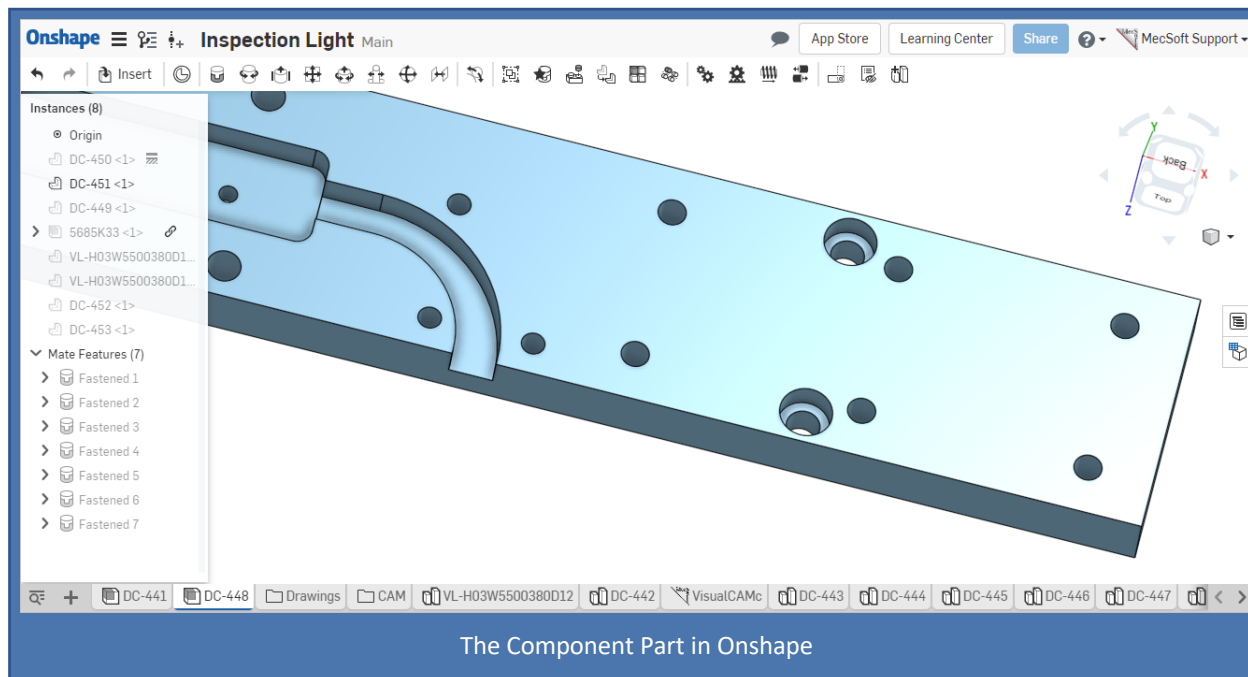 Onshape Inspection Light Main App Store Learning Center Share ? MecSoft Support
Insert
Instances (8)
Origin
DC-450 <1>
DC-451 <1>
DC-449 <1>
5685K33 <1>
VL-H03W5500380D1...
VL-H03W5500380D1...
DC-452 <1>
DC-453 <1>
Mate Features (7)
Fastened 1
Fastened 2
Fastened 3
Fastened 4
Fastened 5
Fastened 6
Fastened 7
Y
Back
X
Top
Z
DC-441 DC-448 Drawings CAM VL-H03W5500380D12 DC-442 VisualCAMc DC-443 DC-444 DC-445 DC-446 DC-447
The Component Part in Onshape